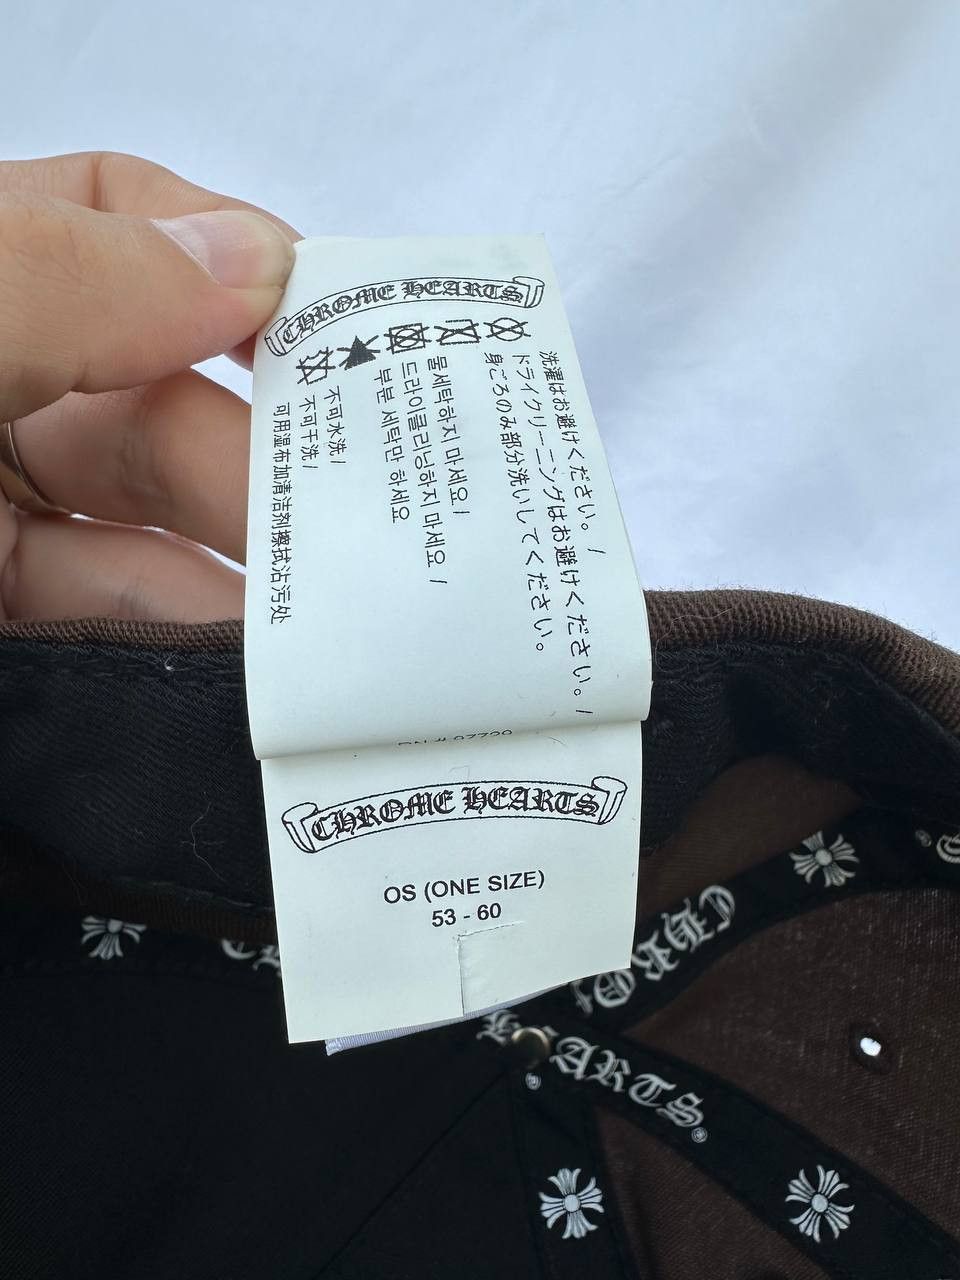 CHROME HEARTS
洗濯はお避けください。/
ドライクリーニングはお避けください。/
身ごろのみ部分洗いしてください。
물세탁하지 마세요 /
드라이클리닝하지 마세요 /
부분 세탁만 하세요
不可水洗 /
不可干洗 /
可用湿布加清洁剂擦拭沾污处
CHROME HEARTS
OS (ONE SIZE)
53 - 60
CHRO
HEARTS®